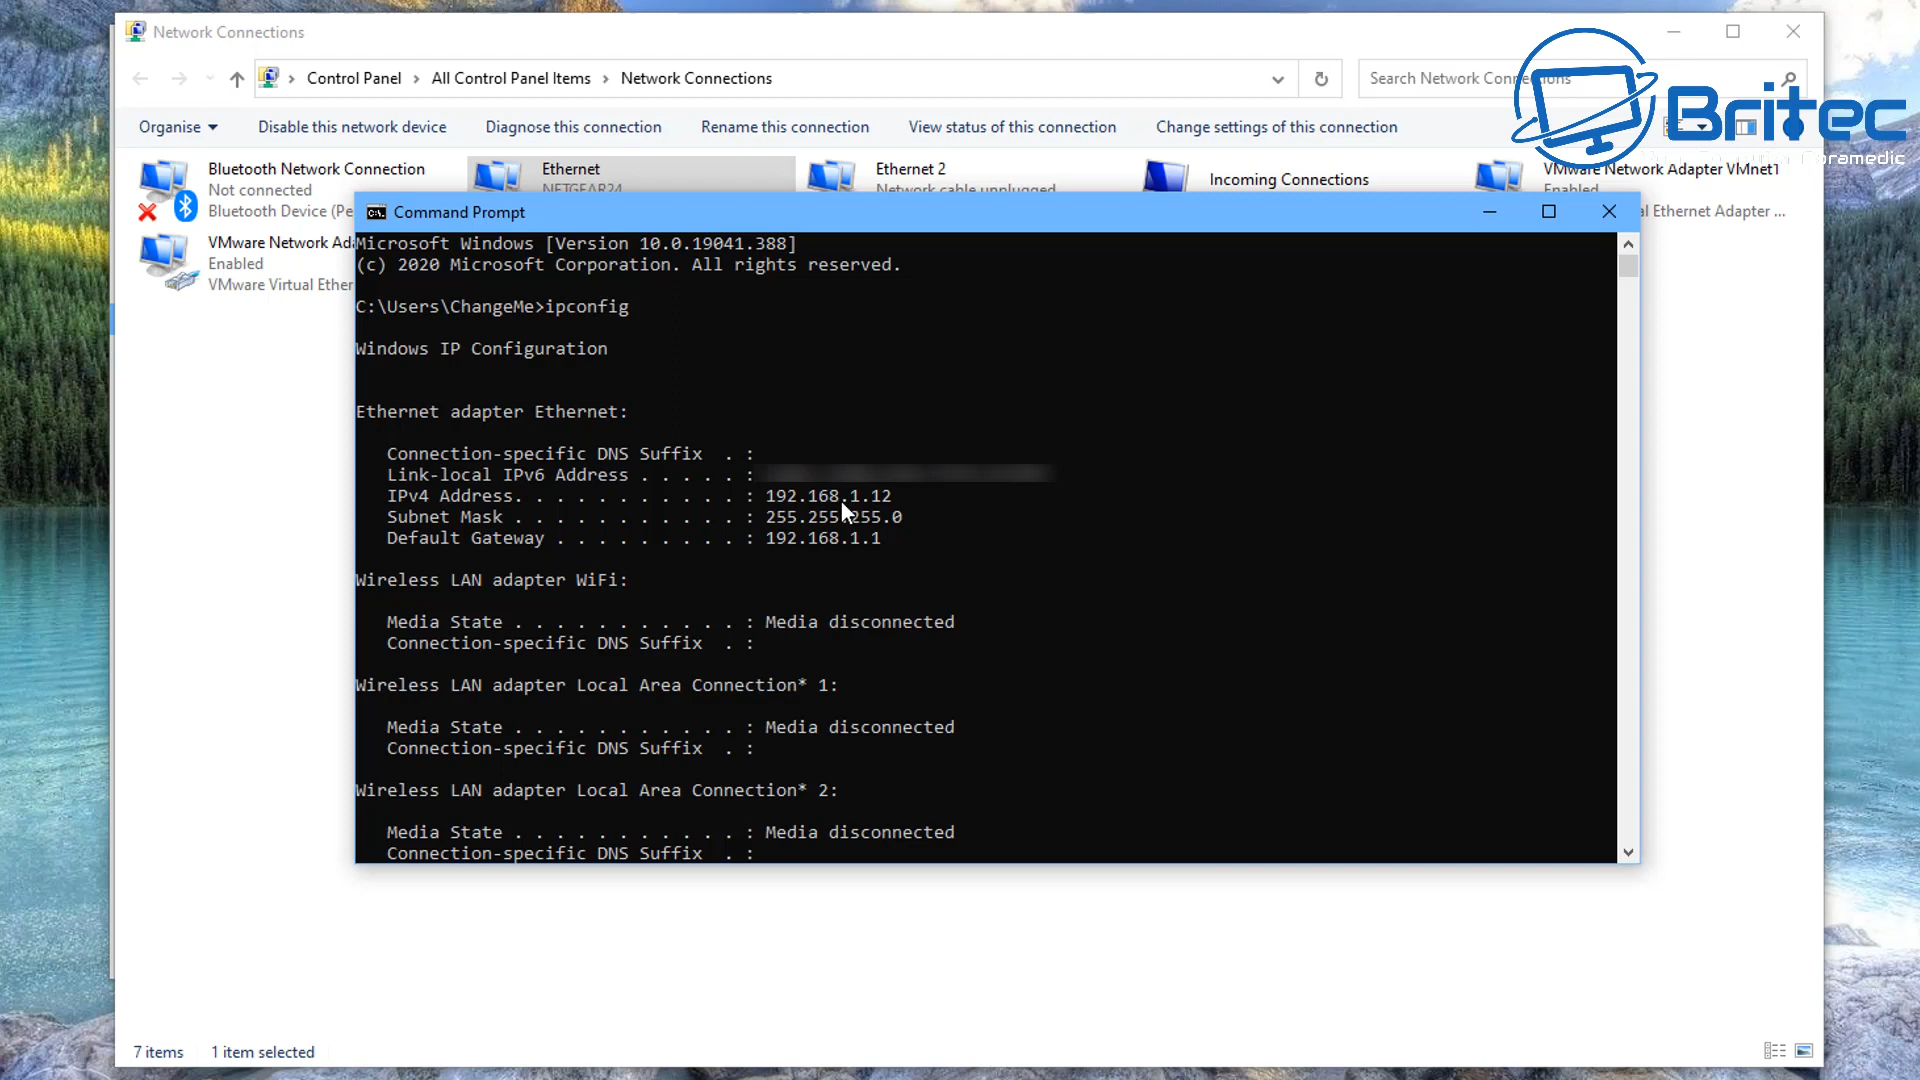 Network Connections
Control Panel
All Control Panel Items
Network Connections
Search Network Connections
Britec
Organise
Disable this network device
Diagnose this connection
Rename this connection
View status of this connection
Change settings of this connection
Bluetooth Network Connection
Not connected
Bluetooth Device (Pe
Ethernet
NETGEAR24
Ethernet 2
Network cable unplugged
Incoming Connections
VMware Network Adapter VMnet1
Enabled
al Ethernet Adapter ...
VMware Network Ada
Enabled
VMware Virtual Ether
Command Prompt
Microsoft Windows [Version 10.0.19041.388]
(c) 2020 Microsoft Corporation. All rights reserved.
C:\Users\ChangeMe>ipconfig
Windows IP Configuration
Ethernet adapter Ethernet:
Connection-specific DNS Suffix  . :
Link-local IPv6 Address . . . . . :
IPv4 Address. . . . . . . . . . . : 192.168.1.12
Subnet Mask . . . . . . . . . . . : 255.255.255.0
Default Gateway . . . . . . . . . : 192.168.1.1
Wireless LAN adapter WiFi:
Media State . . . . . . . . . . . : Media disconnected
Connection-specific DNS Suffix  . :
Wireless LAN adapter Local Area Connection* 1:
Media State . . . . . . . . . . . : Media disconnected
Connection-specific DNS Suffix  . :
Wireless LAN adapter Local Area Connection* 2:
Media State . . . . . . . . . . . : Media disconnected
Connection-specific DNS Suffix  . :
7 items
1 item selected